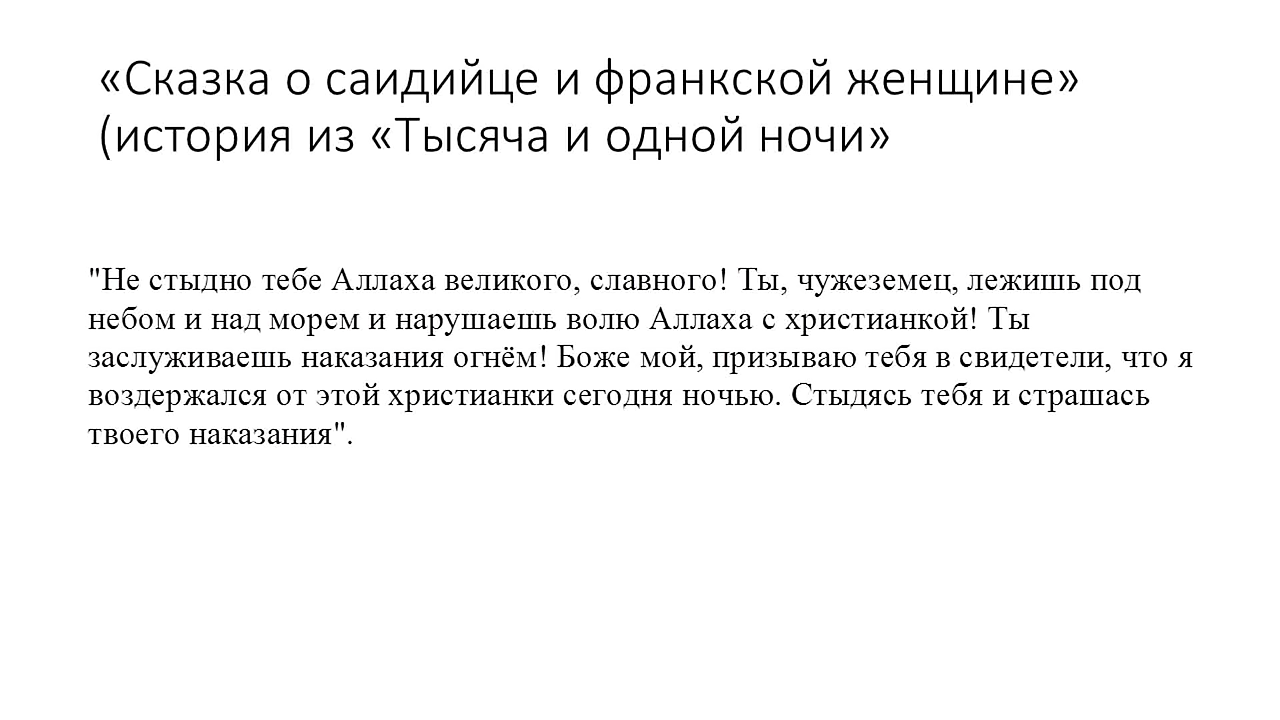 «Сказка о саидийце и франкской женщине»
(история из «Тысяча и одной ночи»
"Не стыдно тебе Аллаха великого, славного! Ты, чужеземец, лежишь под
небом и над морем и нарушаешь волю Аллаха с христианкой! Ты
заслуживаешь наказания огнём! Боже мой, призываю тебя в свидетели, что я
воздержался от этой христианки сегодня ночью. Стыдясь тебя и страшась
твоего наказания".